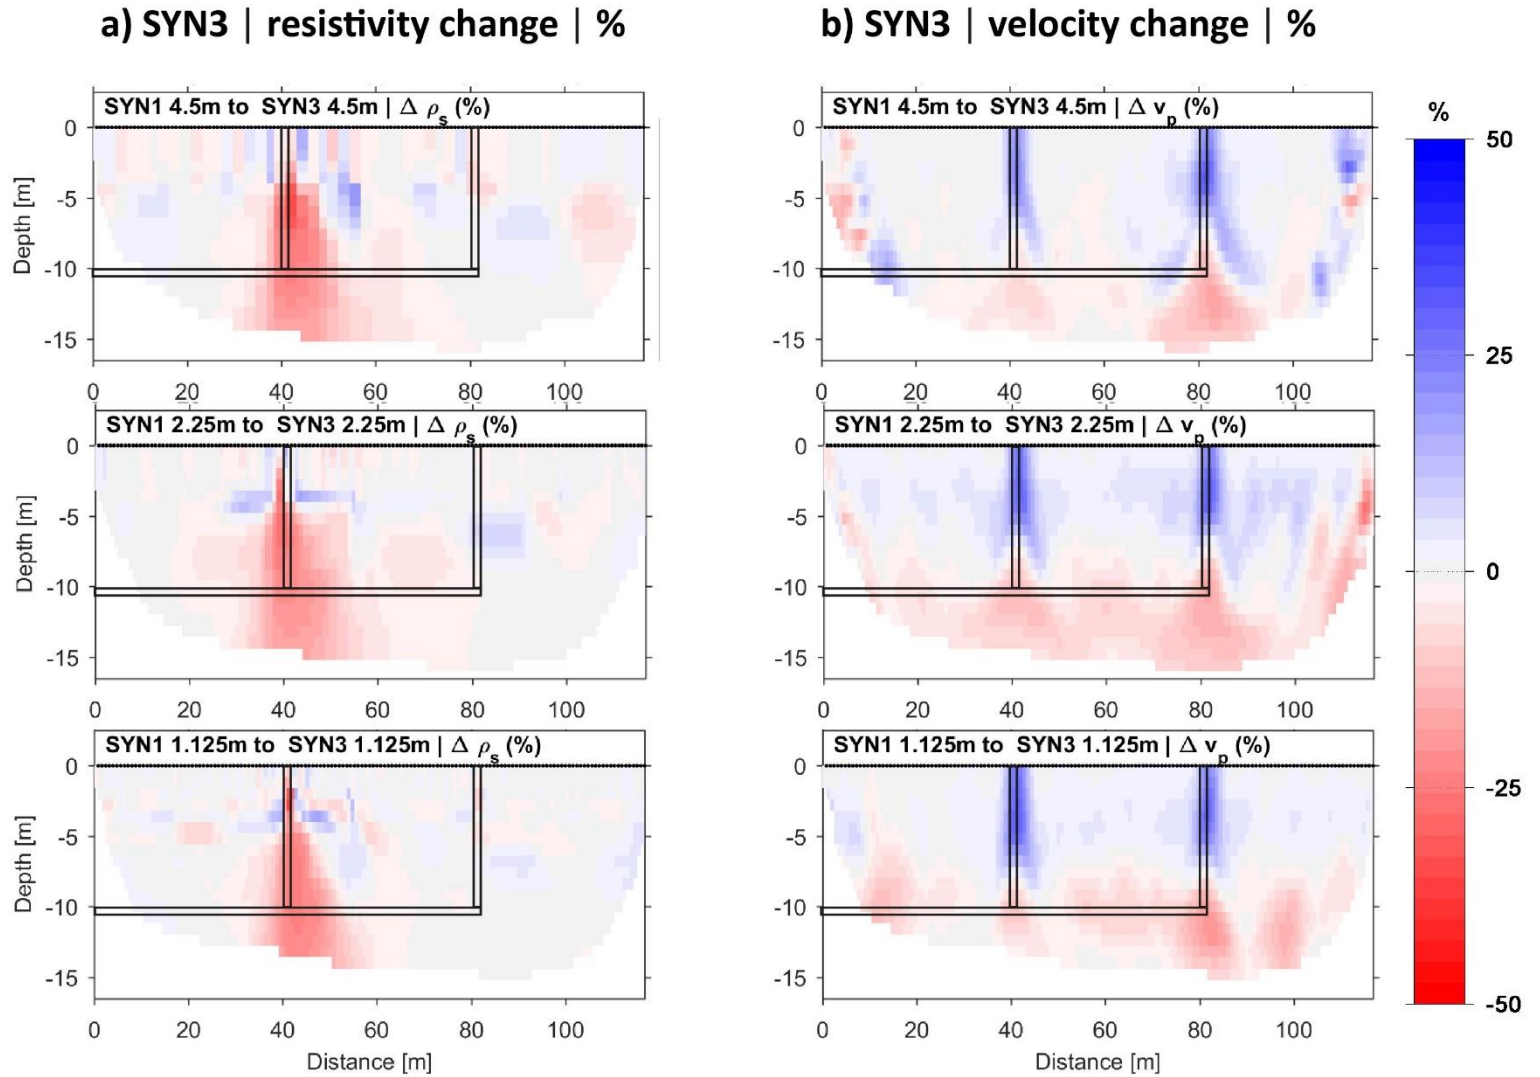 a) SYN3 | resistivity change | %
b) SYN3 | velocity change | %
SYN1 4.5m to SYN3 4.5m | Δ ρs (%)
0
-5
-10
-15
Depth [m]
0 20 40 60 80 100
SYN1 4.5m to SYN3 4.5m | Δ vp (%)
0
-5
-10
-15
Depth [m]
0 20 40 60 80 100
SYN1 2.25m to SYN3 2.25m | Δ ρs (%)
0
-5
-10
-15
Depth [m]
0 20 40 60 80 100
SYN1 2.25m to SYN3 2.25m | Δ vp (%)
0
-5
-10
-15
Depth [m]
0 20 40 60 80 100
SYN1 1.125m to SYN3 1.125m | Δ ρs (%)
0
-5
-10
-15
Depth [m]
0 20 40 60 80 100
Distance [m]
SYN1 1.125m to SYN3 1.125m | Δ vp (%)
0
-5
-10
-15
Depth [m]
0 20 40 60 80 100
Distance [m]
%
50
25
0
-25
-50